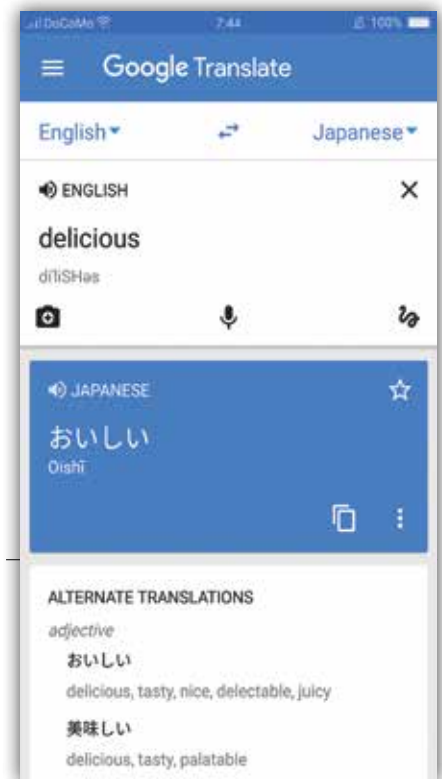 DoCoMo 7:44 100%
Google Translate
English Japanese
ENGLISH
delicious
diˈliSHəs
JAPANESE
おいしい
Oishī
ALTERNATE TRANSLATIONS
adjective
おいしい
delicious, tasty, nice, delectable, juicy
美味しい
delicious, tasty, palatable